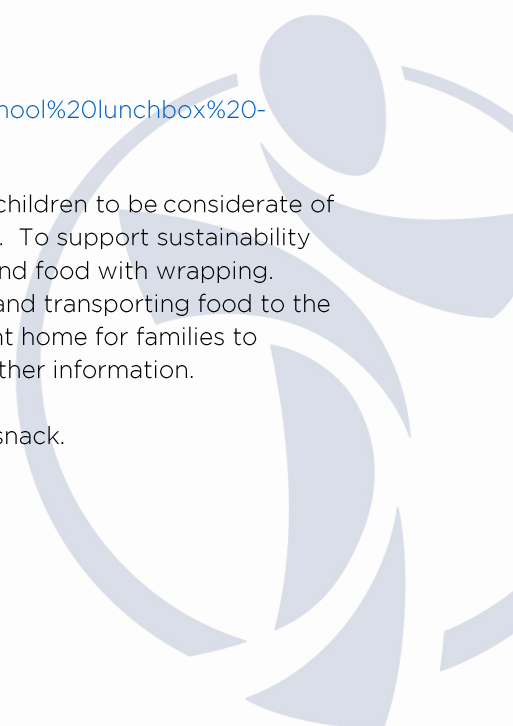 hool%20lunchbox%20-
children to be considerate of
. To support sustainability
nd food with wrapping.
and transporting food to the
nt home for families to
ther information.
snack.